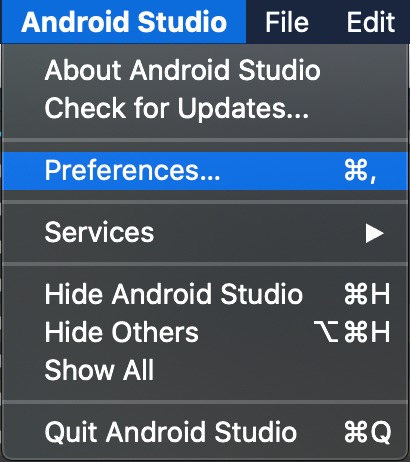 Android Studio File Edit
About Android Studio
Check for Updates...
Preferences... ⌘,
Services ▶
Hide Android Studio ⌘H
Hide Others ⌥⌘H
Show All
Quit Android Studio ⌘Q